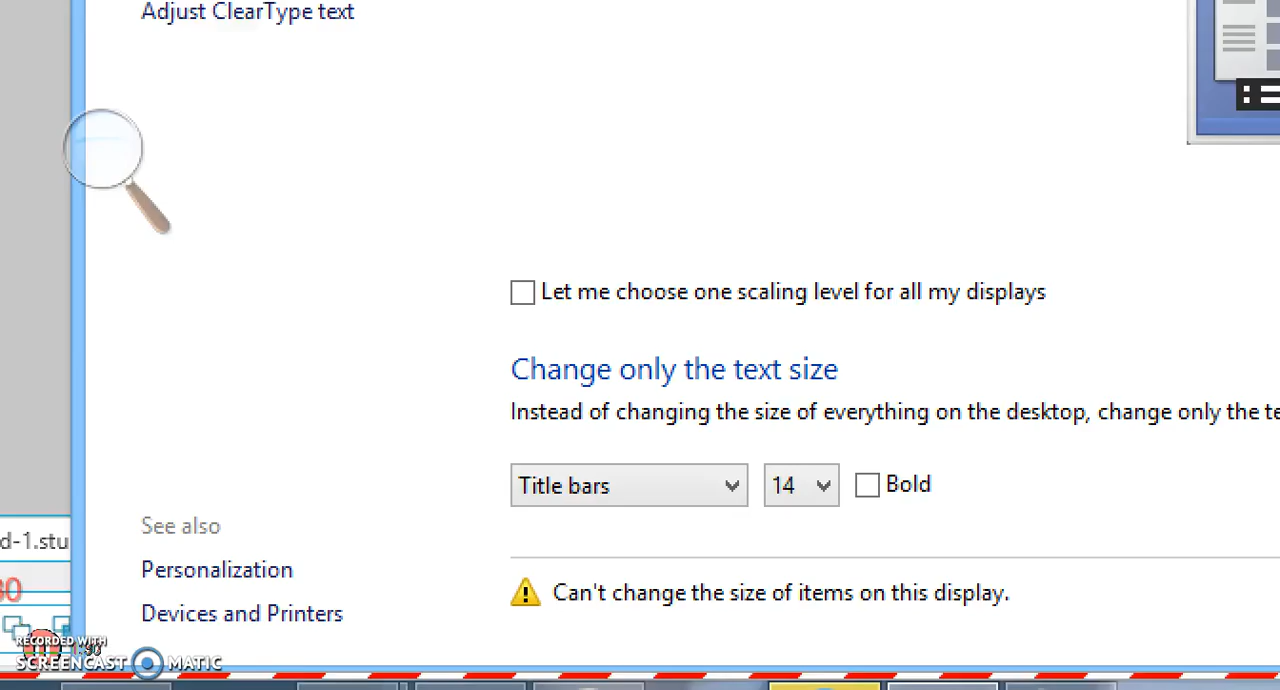 Adjust ClearType text
Let me choose one scaling level for all my displays
Change only the text size
Instead of changing the size of everything on the desktop, change only the te
Title bars
14
Bold
d-1.stu
See also
Personalization
Can't change the size of items on this display.
Devices and Printers
RECORDED WITH
SCREENCAST MATIC